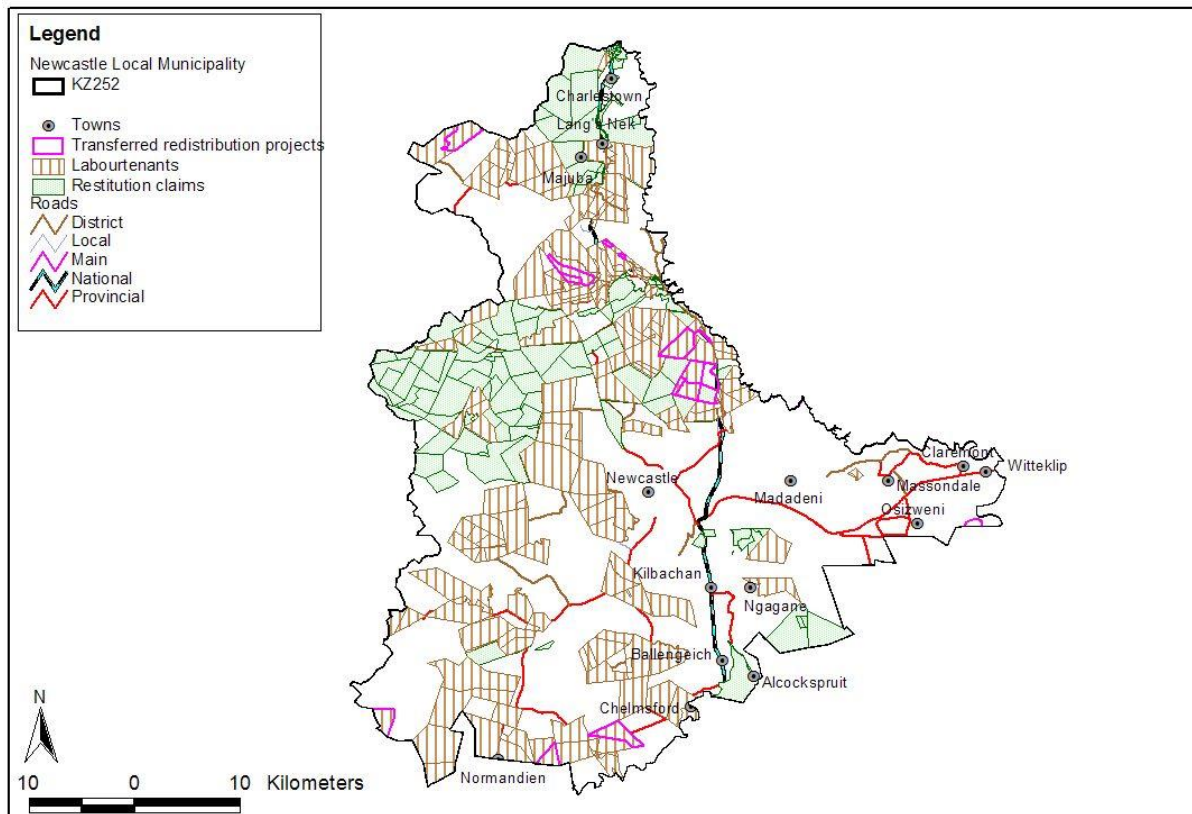 Legend
Newcastle Local Municipality
KZ252
Towns
Transferred redistribution projects
Labourtenants
Restitution claims
Roads
District
Local
Main
National
Provincial
Charlestown
Lang's Nek
Majuba
Claremont
Witteklip
Newcastle
Madadeni
Massondale
Osizweni
Kilbachan
Ngagane
Ballengeich
Alcockspruit
Chelmsford
Normandien
N
10 0 10 Kilometers